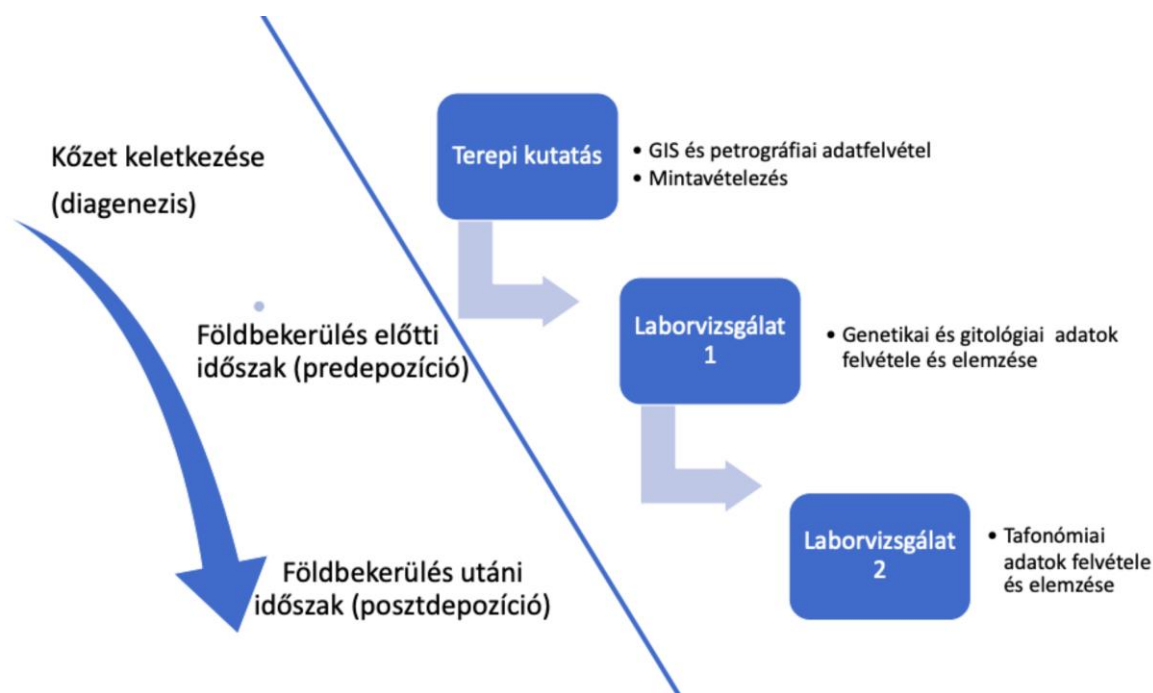 Kőzet keletkezése
(diagenezis)
Földbekerülés előtti
időszak (predepozíció)
Földbekerülés utáni
időszak (posztdepozíció)
Terepi kutatás
• GIS és petrográfiai adatfelvétel
• Mintavételezés
Laborvizsgálat
1
• Genetikai és gitológiai adatok
felvétele és elemzése
Laborvizsgálat
2
• Tafonómiai
adatok felvétele
és elemzése